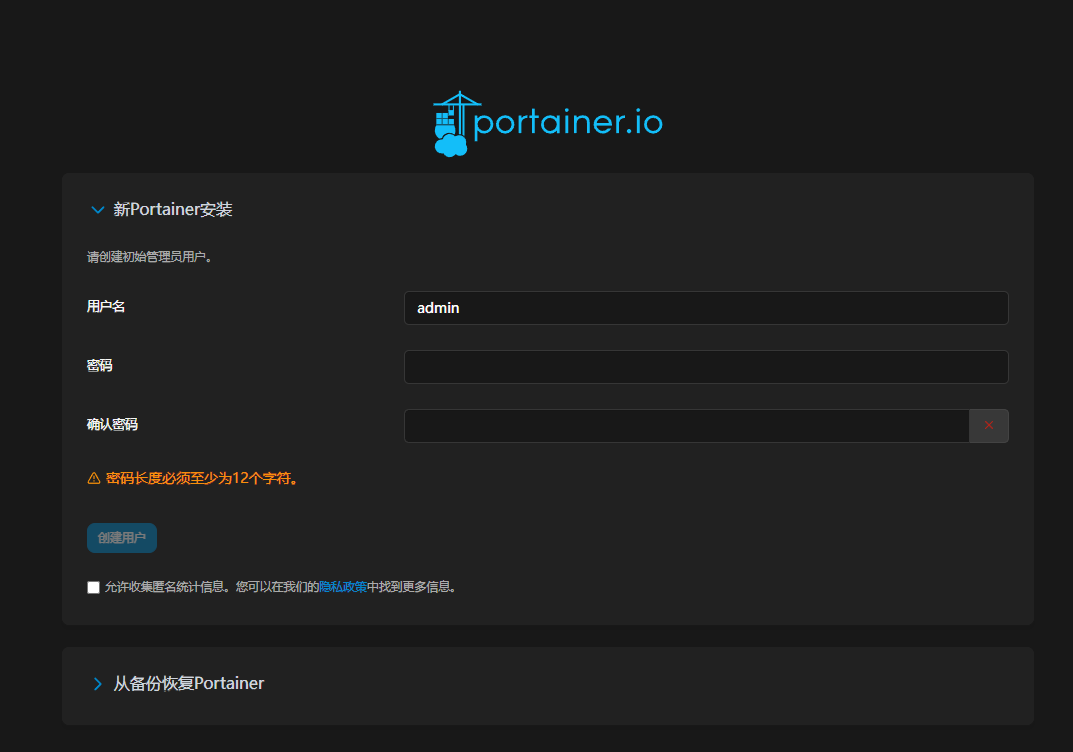 portainer.io
新Portainer安装
请创建初始管理员用户。
用户名
admin
密码
确认密码
密码长度必须至少为12个字符。
创建用户
允许收集匿名统计信息。您可以在我们的隐私政策中找到更多信息。
从备份恢复Portainer